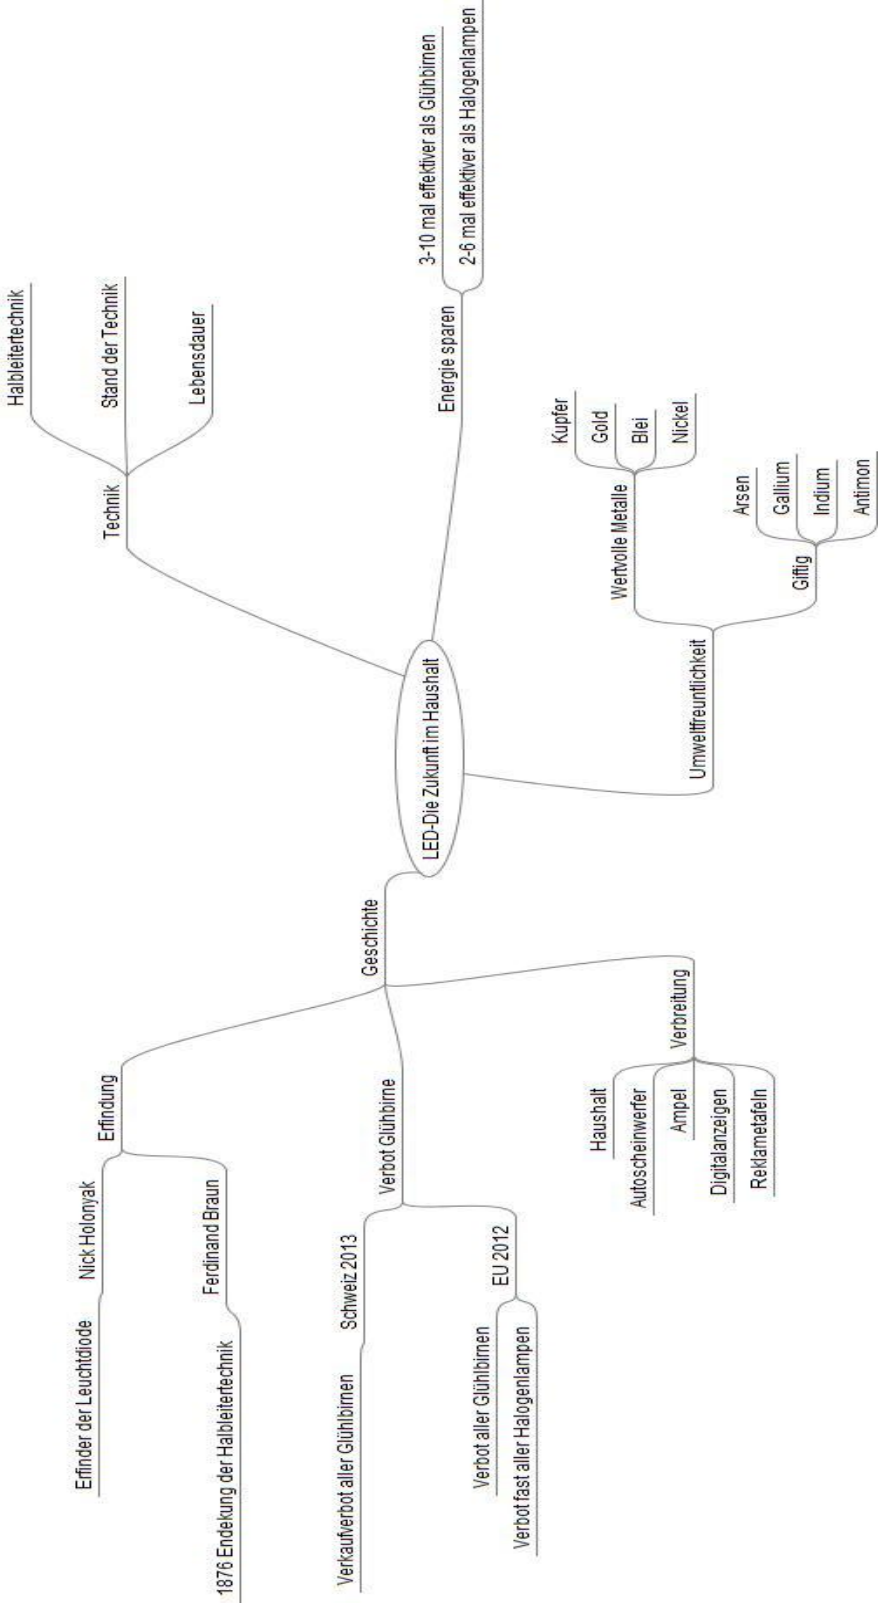 LED-Die Zukunft im Haushalt
Geschichte
Erfindung
Nick Holonyak
Erfinder der Leuchtdiode
Ferdinand Braun
1876 Endekung der Halbleitertechnik
Verbot Glühbirne
Schweiz 2013
Verkaufverbot aller Glühlbirnen
EU 2012
Verbot aller Glühlbirnen
Verbot fast aller Halogenlampen
Verbreitung
Haushalt
Autoscheinwerfer
Ampel
Digitalanzeigen
Reklametafeln
Technik
Halbleitertechnik
Stand der Technik
Lebensdauer
Energie sparen
3-10 mal effektiver als Glühbirnen
2-6 mal effektiver als Halogenlampen
Umweltfreuntlichkeit
Wertvolle Metalle
Kupfer
Gold
Blei
Nickel
Giftig
Arsen
Gallium
Indium
Antimon